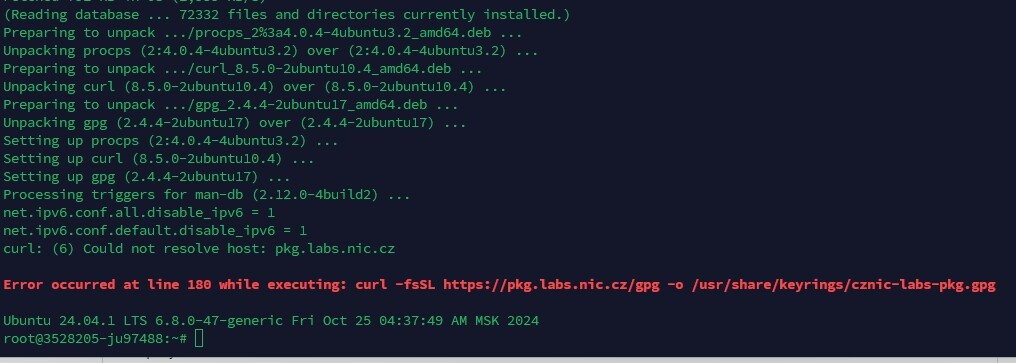 (Reading database ... 72332 files and directories currently installed.)
Preparing to unpack .../procps_2%3a4.0.4-4ubuntu3.2_amd64.deb ...
Unpacking procps (2:4.0.4-4ubuntu3.2) over (2:4.0.4-4ubuntu3.2) ...
Preparing to unpack .../curl_8.5.0-2ubuntu10.4_amd64.deb ...
Unpacking curl (8.5.0-2ubuntu10.4) over (8.5.0-2ubuntu10.4) ...
Preparing to unpack .../gpg_2.4.4-2ubuntu17_amd64.deb ...
Unpacking gpg (2.4.4-2ubuntu17) over (2.4.4-2ubuntu17) ...
Setting up procps (2:4.0.4-4ubuntu3.2) ...
Setting up curl (8.5.0-2ubuntu10.4) ...
Setting up gpg (2.4.4-2ubuntu17) ...
Processing triggers for man-db (2.12.0-4build2) ...
net.ipv6.conf.all.disable_ipv6 = 1
net.ipv6.conf.default.disable_ipv6 = 1
curl: (6) Could not resolve host: pkg.labs.nic.cz
Error occurred at line 180 while executing: curl -fsSL https://pkg.labs.nic.cz/gpg -o /usr/share/keyrings/cznic-labs-pkg.gpg
Ubuntu 24.04.1 LTS 6.8.0-47-generic Fri Oct 25 04:37:49 AM MSK 2024
root@3528205-ju97488:~#